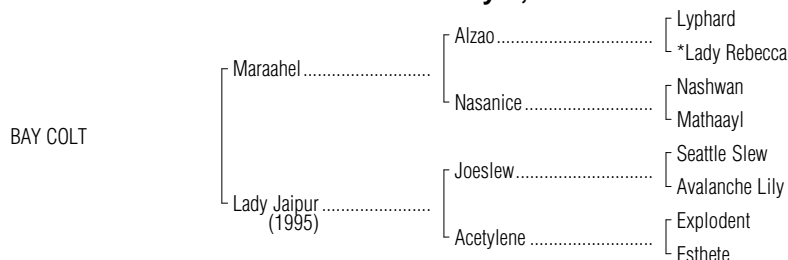 Lyphard
Alzao
*Lady Rebecca
Maraahel
Nashwan
Nasanice
Mathaayl
BAY COLT
Seattle Slew
Joeslew
Avalanche Lily
Lady Jaipur
(1995)
Explodent
Acetylene
Esthete